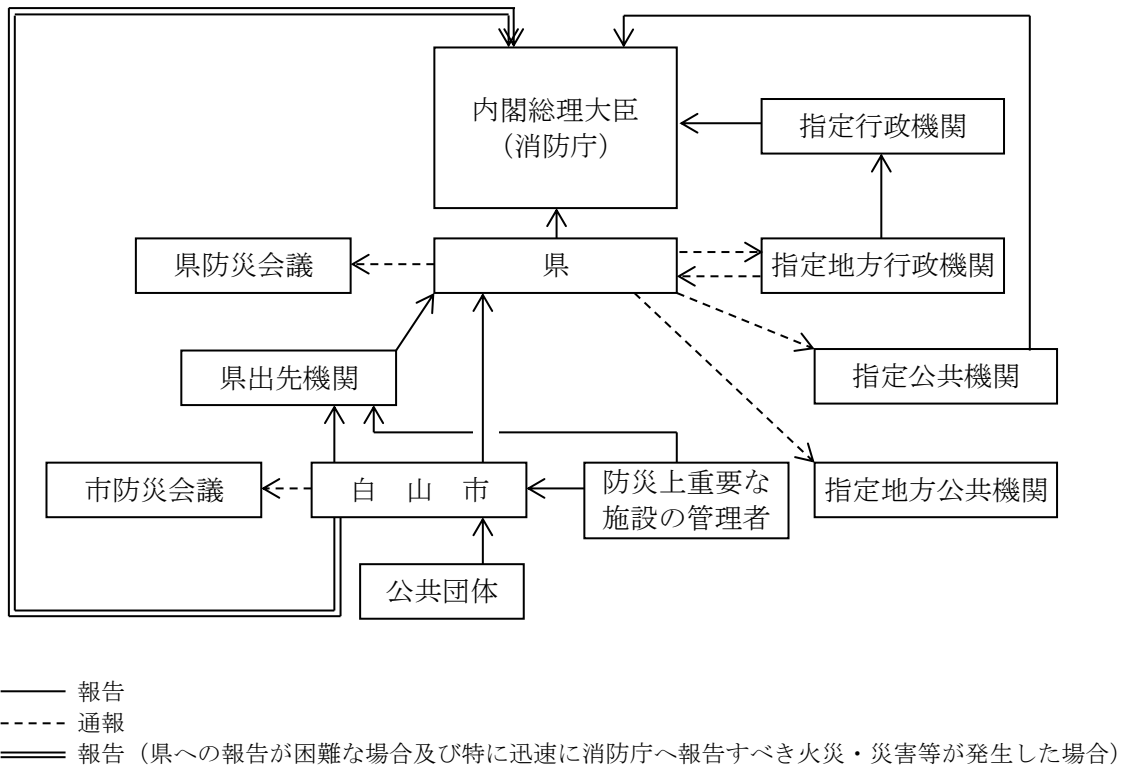 内閣総理大臣
（消防庁）
指定行政機関
県防災会議
県
指定地方行政機関
県出先機関
指定公共機関
市防災会議
白　山　市
防災上重要な
施設の管理者
指定地方公共機関
公共団体
報告
通報
報告（県への報告が困難な場合及び特に迅速に消防庁へ報告すべき火災・災害等が発生した場合）